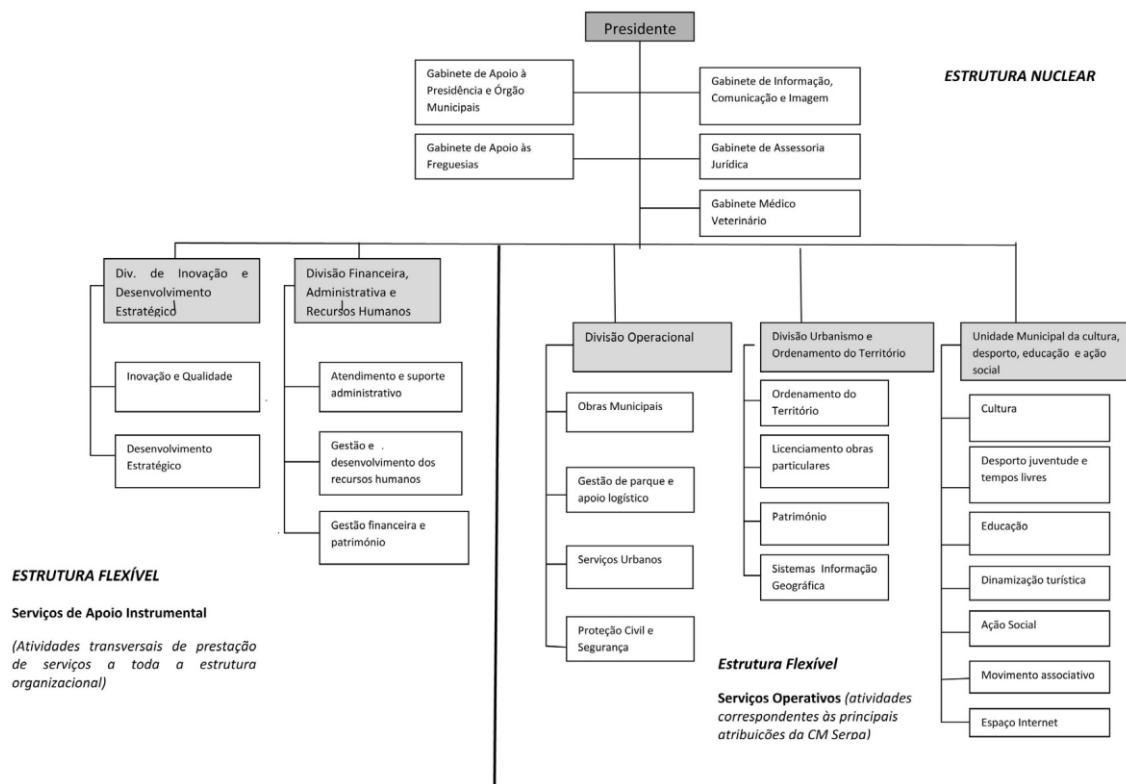 Presidente
Gabinete de Apoio à
Presidência e Órgão
Municipais
Gabinete de Informação,
Comunicação e Imagem
ESTRUTURA NUCLEAR
Gabinete de Apoio às
Freguesias
Gabinete de Assessoria
Jurídica
Gabinete Médico
Veterinário
Div. de Inovação e
Desenvolvimento
Estratégico
Divisão Financeira,
Administrativa e
Recursos Humanos
Inovação e Qualidade
Desenvolvimento
Estratégico
Atendimento e suporte
administrativo
Gestão e .
desenvolvimento dos
recursos humanos
Gestão financeira e
património
ESTRUTURA FLEXÍVEL
Serviços de Apoio Instrumental
(Atividades transversais de prestação
de serviços a toda a estrutura
organizacional)
Divisão Operacional
Obras Municipais
Gestão de parque e
apoio logístico
Serviços Urbanos
Proteção Civil e
Segurança
Divisão Urbanismo e
Ordenamento do Território
Ordenamento do
Território
Licenciamento obras
particulares
Património
Sistemas Informação
Geográfica
Unidade Municipal da cultura,
desporto, educação e ação
social
Cultura
Desporto juventude e
tempos livres
Educação
Dinamização turística
Ação Social
Movimento associativo
Espaço Internet
Estrutura Flexível
Serviços Operativos (atividades
correspondentes às principais
atribuições da CM Serpa)